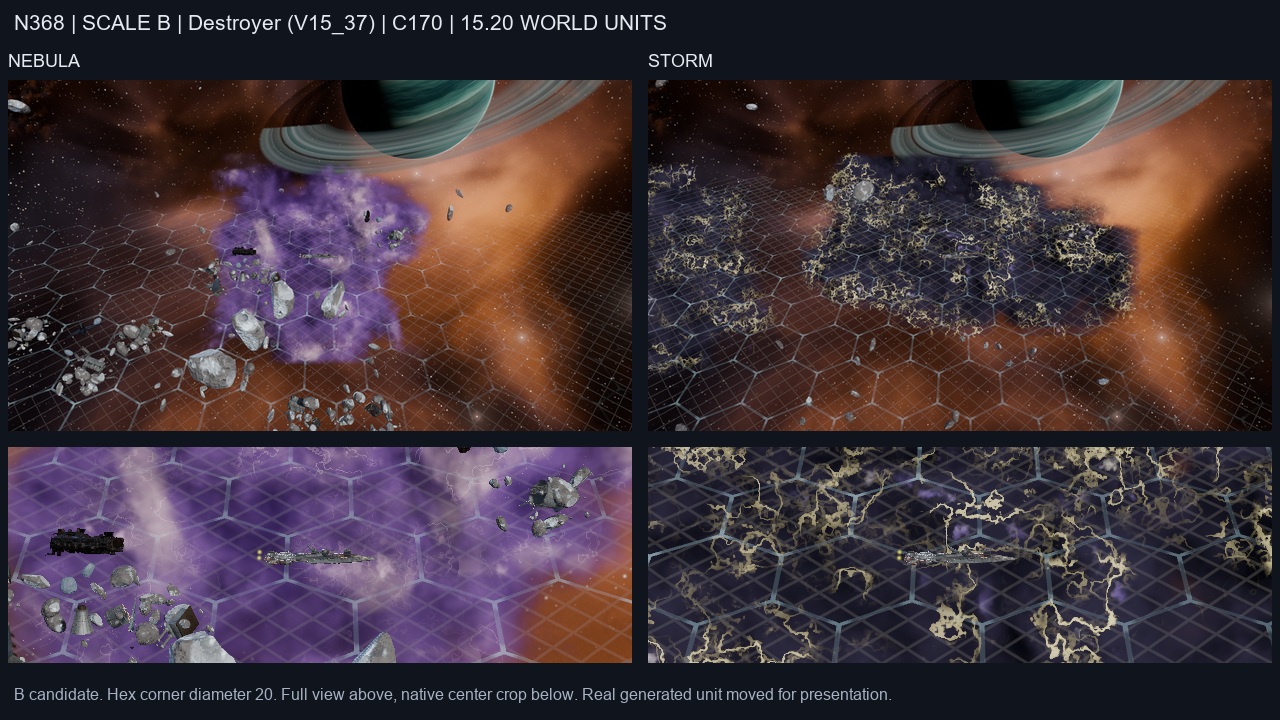 N368 | SCALE B | Destroyer (V15_37) | C170 | 15.20 WORLD UNITS
NEBULA
STORM
B candidate. Hex corner diameter 20. Full view above, native center crop below. Real generated unit moved for presentation.